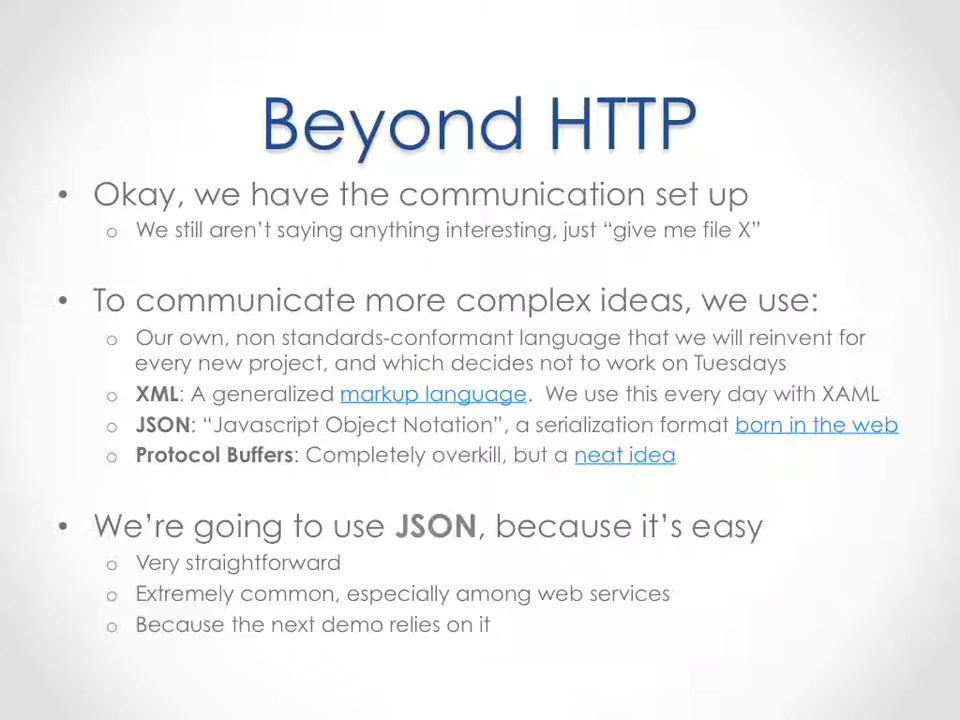 Beyond HTTP
• Okay, we have the communication set up
o We still aren’t saying anything interesting, just “give me file X”
• To communicate more complex ideas, we use:
o Our own, non standards-conformant language that we will reinvent for
every new project, and which decides not to work on Tuesdays
o XML: A generalized markup language.  We use this every day with XAML
o JSON: “Javascript Object Notation”, a serialization format born in the web
o Protocol Buffers: Completely overkill, but a neat idea
• We’re going to use JSON, because it’s easy
o Very straightforward
o Extremely common, especially among web services
o Because the next demo relies on it